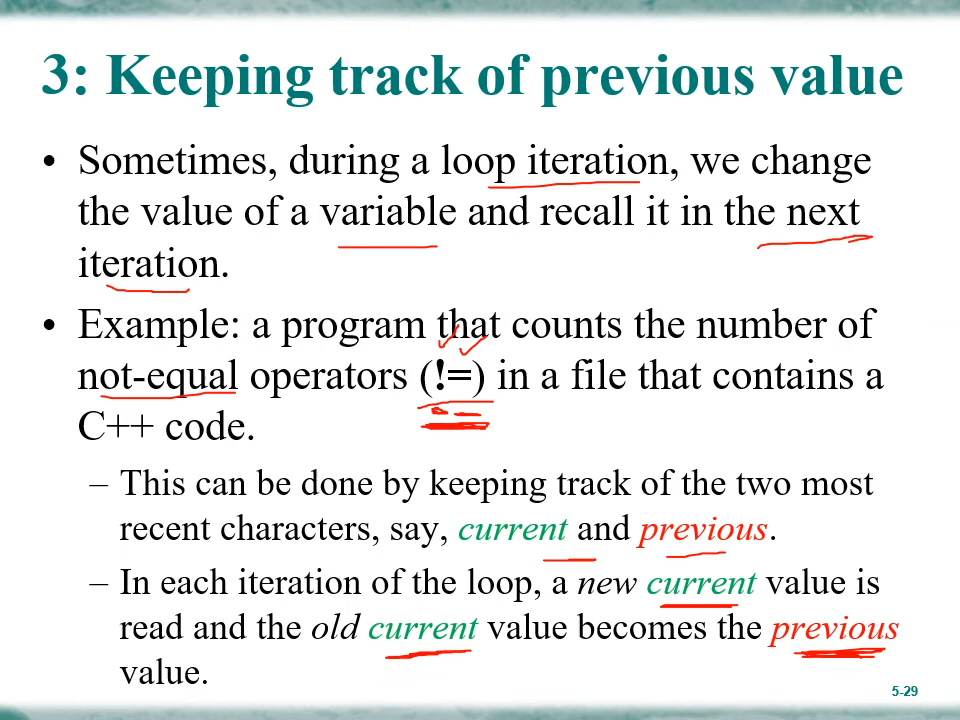 3: Keeping track of previous value
• Sometimes, during a loop iteration, we change
the value of a variable and recall it in the next
iteration.
• Example: a program that counts the number of
not-equal operators (!=) in a file that contains a
C++ code.
– This can be done by keeping track of the two most
recent characters, say, current and previous.
– In each iteration of the loop, a new current value is
read and the old current value becomes the previous
value.
5-29